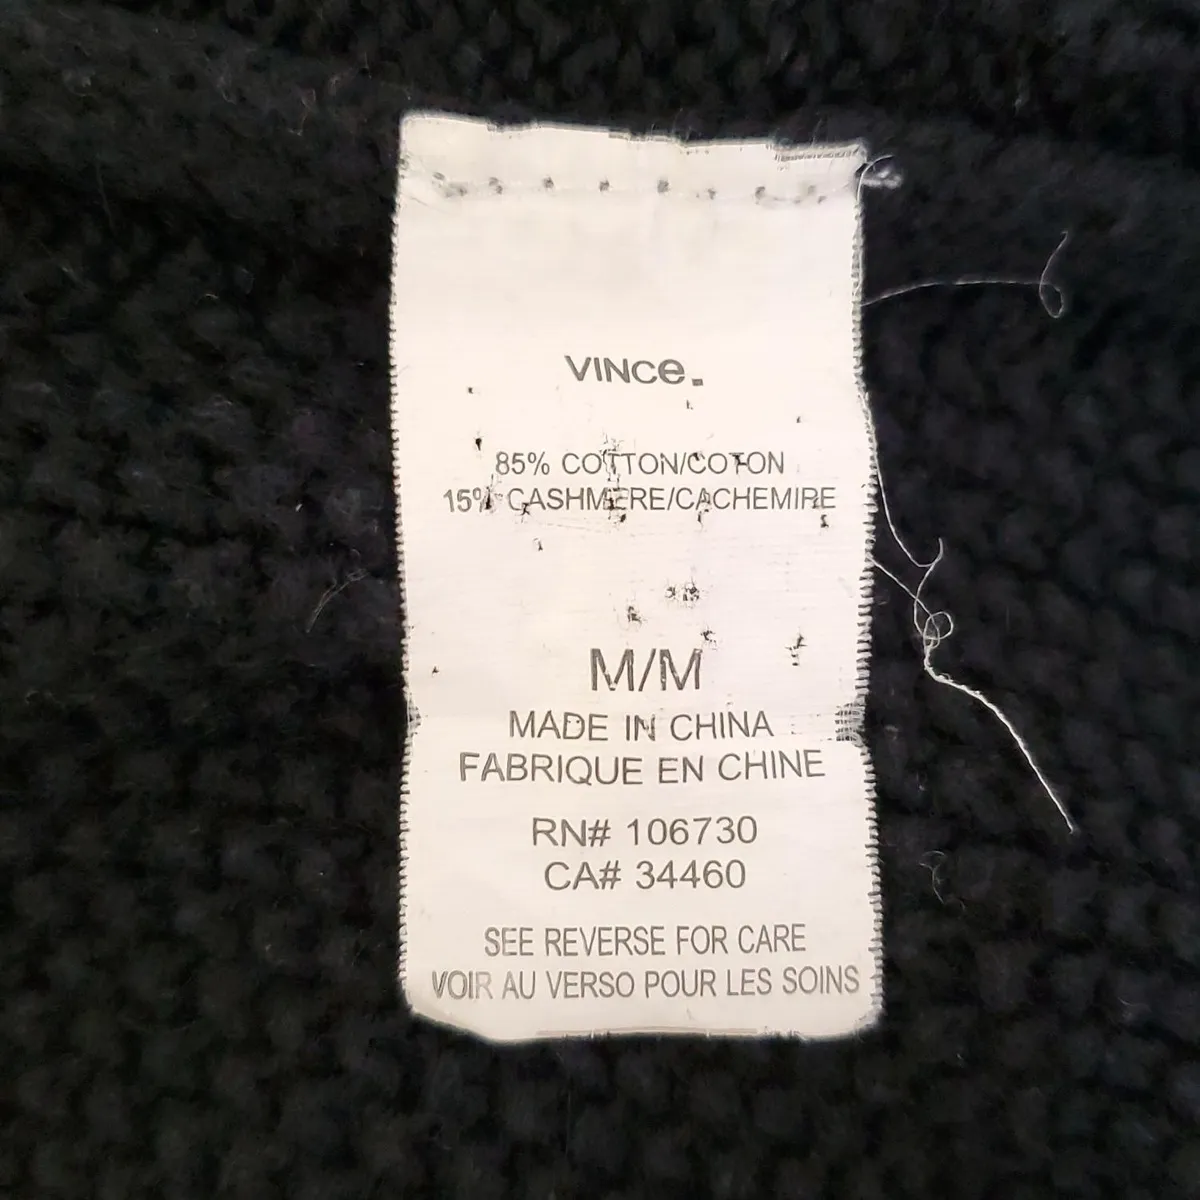 VINCe.
85% COTTON/COTON
15% CASHMERE/CACHEMIRE
M/M
MADE IN CHINA
FABRIQUE EN CHINE
RN# 106730
CA# 34460
SEE REVERSE FOR CARE
VOIR AU VERSO POUR LES SOINS